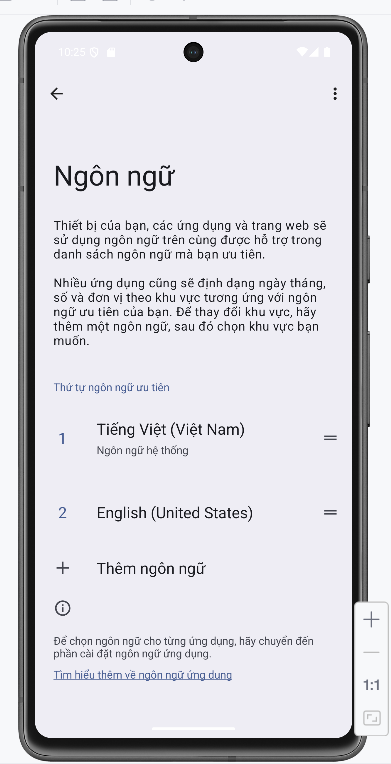 10:25
Ngôn ngữ
Thiết bị của bạn, các ứng dụng và trang web sẽ
sử dụng ngôn ngữ trên cùng được hỗ trợ trong
danh sách ngôn ngữ mà bạn ưu tiên.
Nhiều ứng dụng cũng sẽ định dạng ngày tháng,
số và đơn vị theo khu vực tương ứng với ngôn
ngữ ưu tiên của bạn. Để thay đổi khu vực, hãy
thêm một ngôn ngữ, sau đó chọn khu vực bạn
muốn.
Thứ tự ngôn ngữ ưu tiên
1 Tiếng Việt (Việt Nam)
Ngôn ngữ hệ thống
2 English (United States)
Thêm ngôn ngữ
Để chọn ngôn ngữ cho từng ứng dụng, hãy chuyển đến
phần cài đặt ngôn ngữ ứng dụng.
Tìm hiểu thêm về ngôn ngữ ứng dụng
1:1